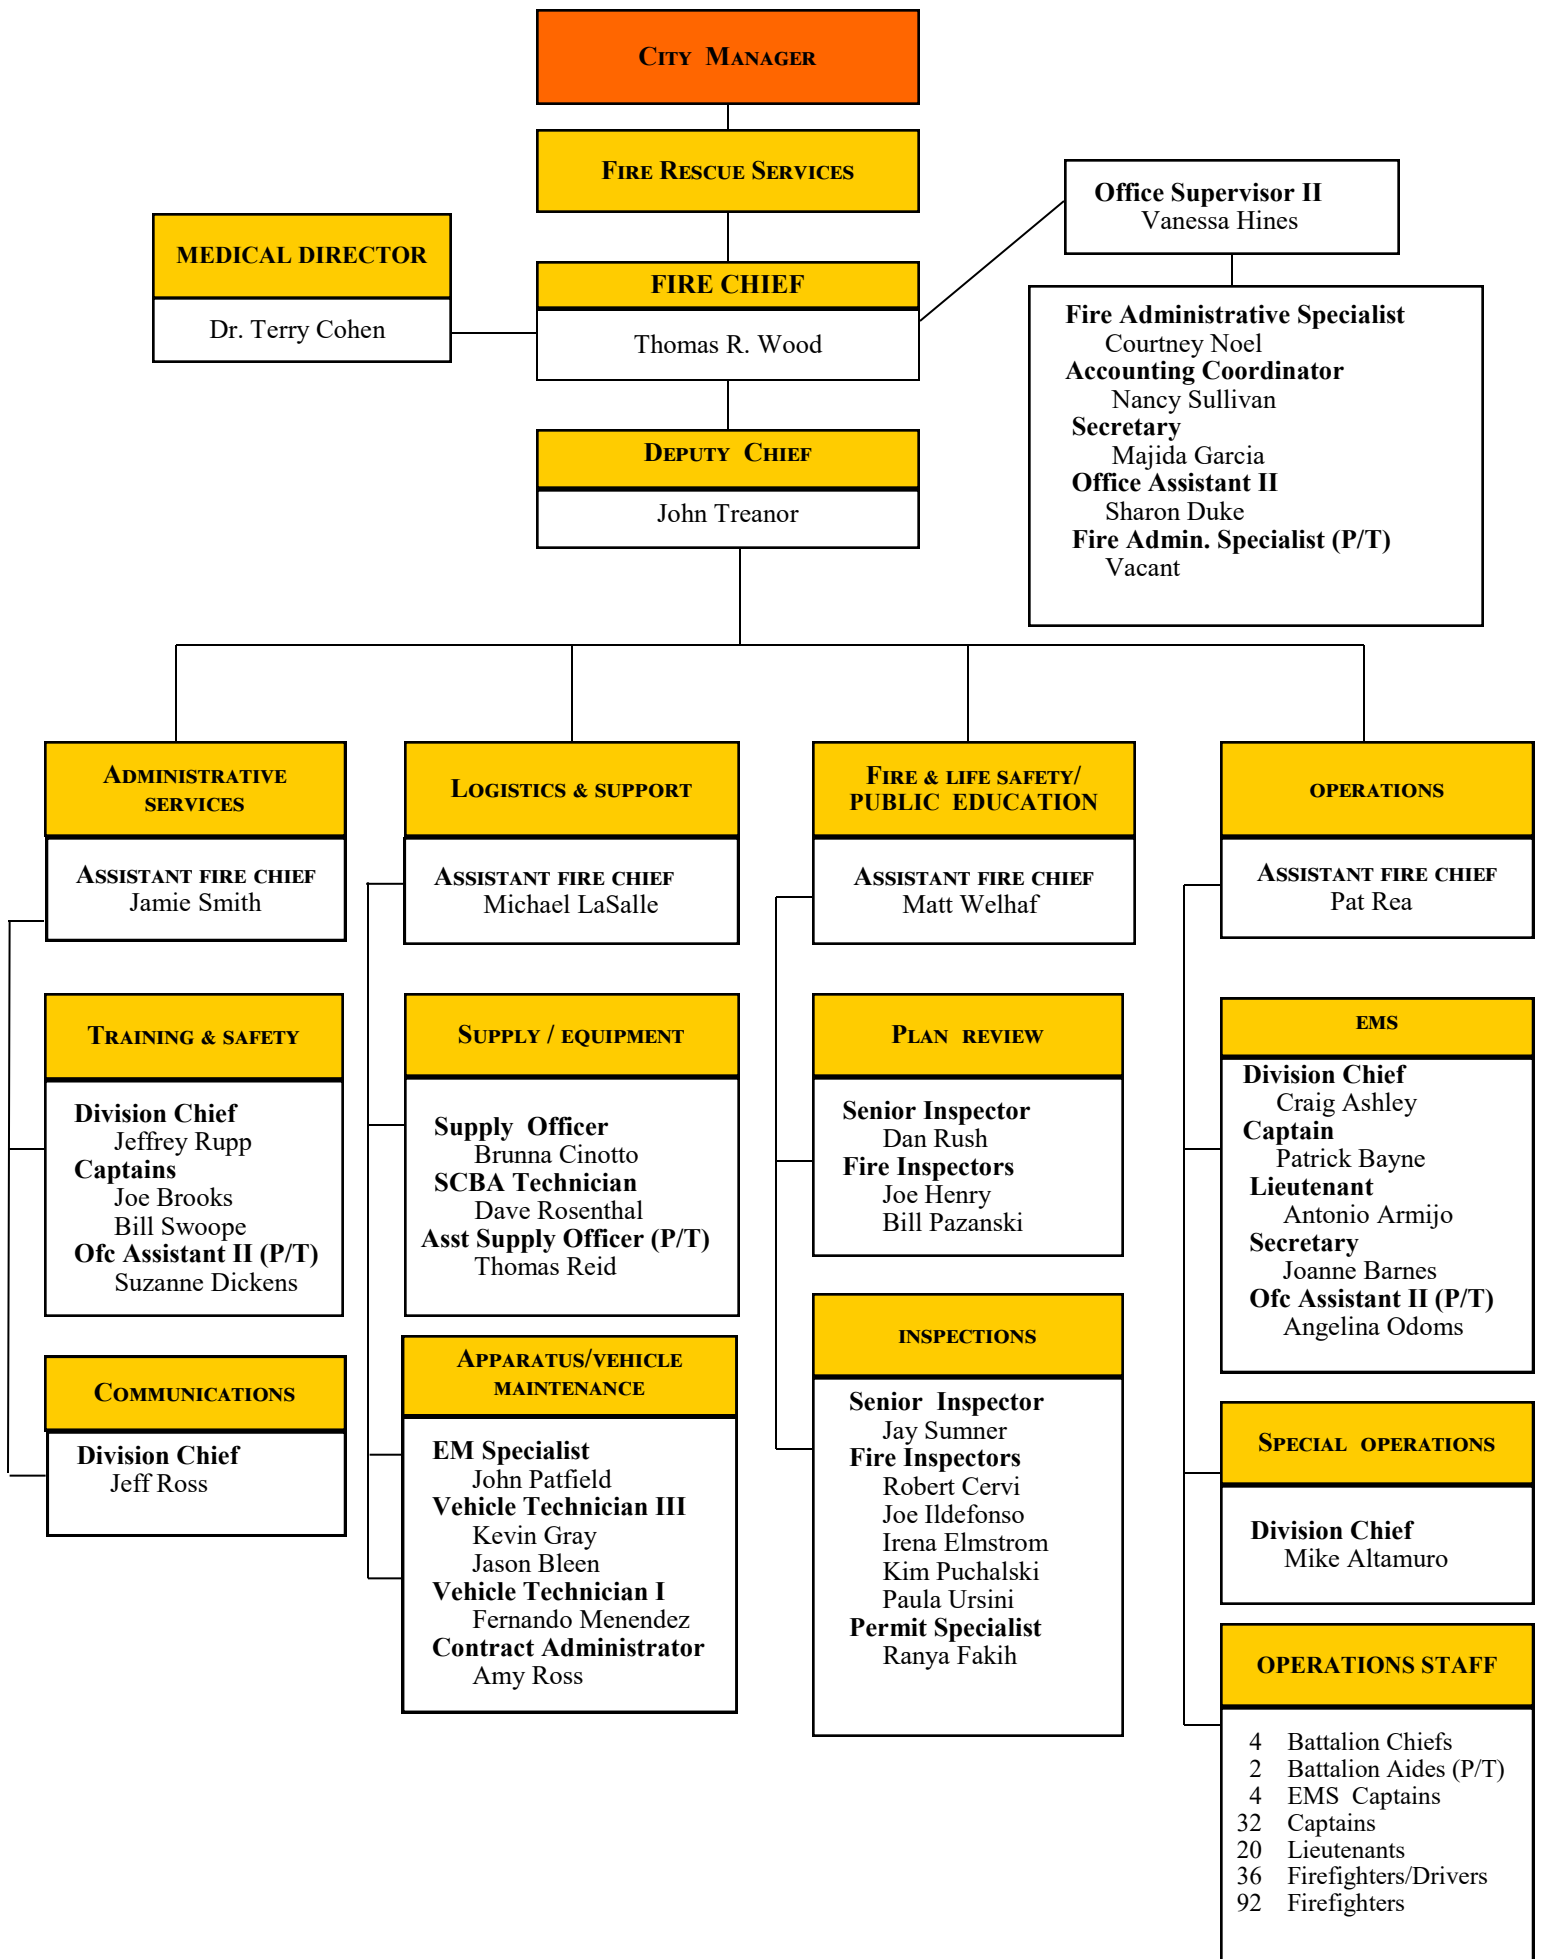 CITY MANAGER
FIRE RESCUE SERVICES
Office Supervisor II
Vanessa Hines
MEDICAL DIRECTOR
Dr. Terry Cohen
FIRE CHIEF
Thomas R. Wood
Fire Administrative Specialist
Courtney Noel
Accounting Coordinator
Nancy Sullivan
Secretary
Majida Garcia
Office Assistant II
Sharon Duke
Fire Admin. Specialist (P/T)
Vacant
DEPUTY CHIEF
John Treanor
ADMINISTRATIVE
SERVICES
ASSISTANT FIRE CHIEF
Jamie Smith
TRAINING & SAFETY
Division Chief
Jeffrey Rupp
Captains
Joe Brooks
Bill Swoope
Ofc Assistant II (P/T)
Suzanne Dickens
COMMUNICATIONS
Division Chief
Jeff Ross
LOGISTICS & SUPPORT
ASSISTANT FIRE CHIEF
Michael LaSalle
SUPPLY / EQUIPMENT
Supply Officer
Brunna Cinotto
SCBA Technician
Dave Rosenthal
Asst Supply Officer (P/T)
Thomas Reid
APPARATUS/VEHICLE
MAINTENANCE
EM Specialist
John Patfield
Vehicle Technician III
Kevin Gray
Jason Bleen
Vehicle Technician I
Fernando Menendez
Contract Administrator
Amy Ross
FIRE & LIFE SAFETY/
PUBLIC EDUCATION
ASSISTANT FIRE CHIEF
Matt Welhaf
PLAN REVIEW
Senior Inspector
Dan Rush
Fire Inspectors
Joe Henry
Bill Pazanski
INSPECTIONS
Senior Inspector
Jay Sumner
Fire Inspectors
Robert Cervi
Joe Ildefonso
Irena Elmstrom
Kim Puchalski
Paula Ursini
Permit Specialist
Ranya Fakih
OPERATIONS
ASSISTANT FIRE CHIEF
Pat Rea
EMS
Division Chief
Craig Ashley
Captain
Patrick Bayne
Lieutenant
Antonio Armijo
Secretary
Joanne Barnes
Ofc Assistant II (P/T)
Angelina Odoms
SPECIAL OPERATIONS
Division Chief
Mike Altamuro
OPERATIONS STAFF
4 Battalion Chiefs
2 Battalion Aides (P/T)
4 EMS Captains
32 Captains
20 Lieutenants
36 Firefighters/Drivers
92 Firefighters